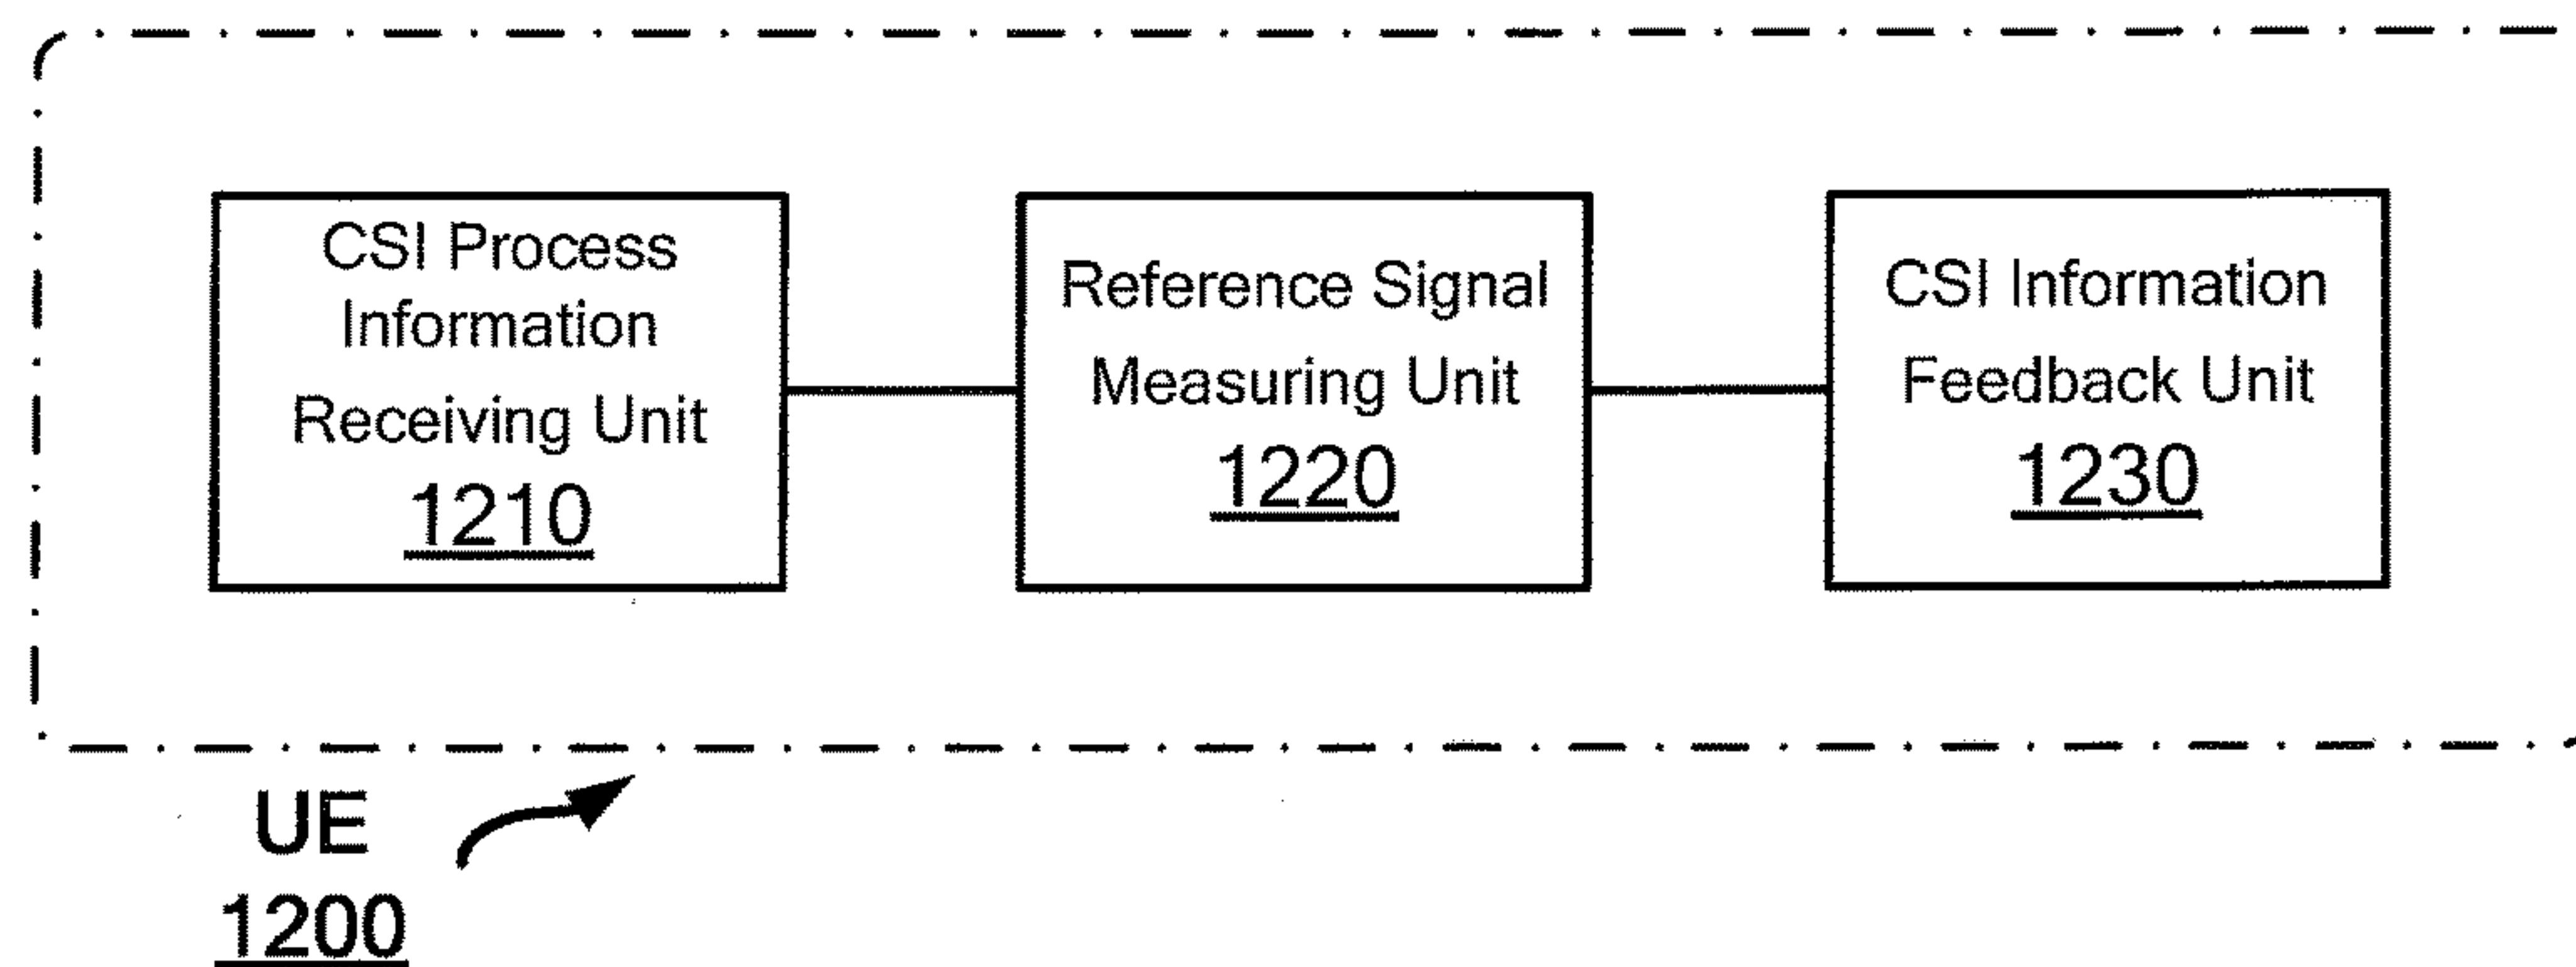 CSI Process
Information
Receiving Unit
1210
Reference Signal
Measuring Unit
1220
CSI Information
Feedback Unit
1230
UE
1200